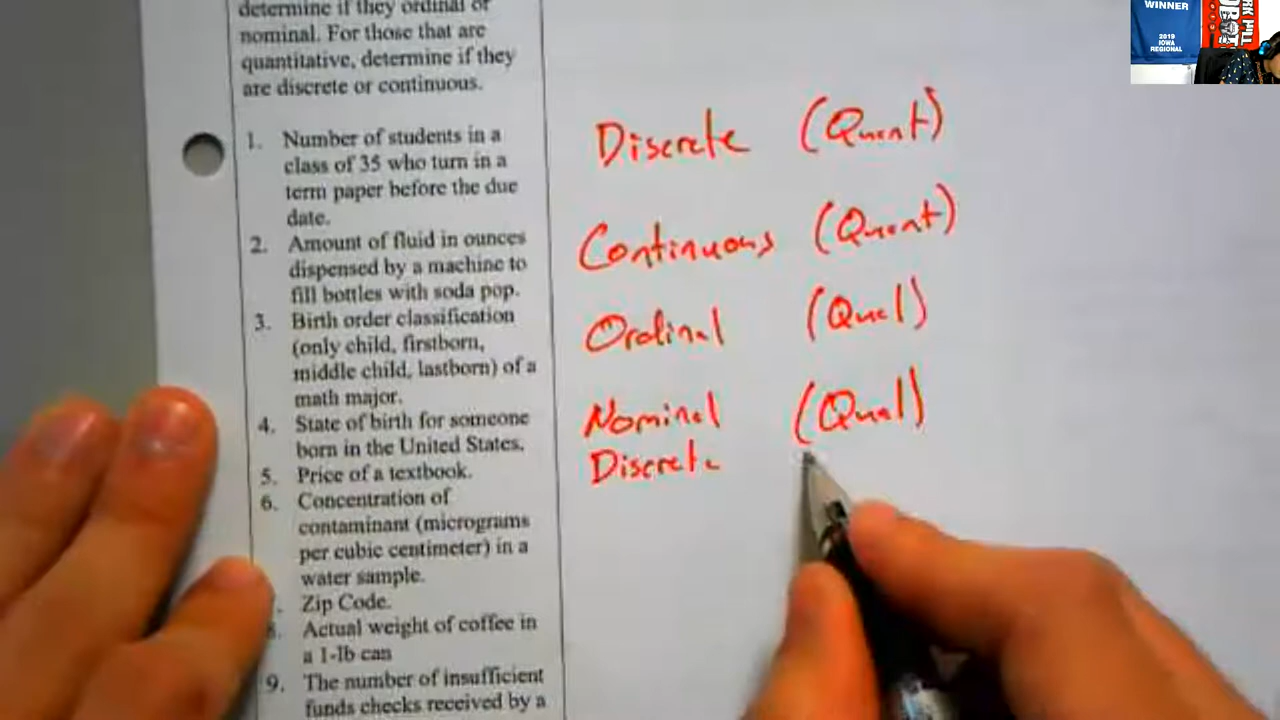 WINNER
2019
IOWA
REGIONAL
determine if they ordinal or
nominal. For those that are
quantitative, determine if they
are discrete or continuous.
1. Number of students in a
class of 35 who turn in a
term paper before the due
date.
Discrete (Quant)
2. Amount of fluid in ounces
dispensed by a machine to
fill bottles with soda pop.
Continuous (Quant)
3. Birth order classification
(only child, firstborn,
middle child, lastborn) of a
math major.
Ordinal (Qual)
4. State of birth for someone
born in the United States.
Nominal (Qual)
5. Price of a textbook.
Discrete
6. Concentration of
contaminant (micrograms
per cubic centimeter) in a
water sample.
. Zip Code.
8. Actual weight of coffee in
a 1-lb can
9. The number of insufficient
funds checks received by a